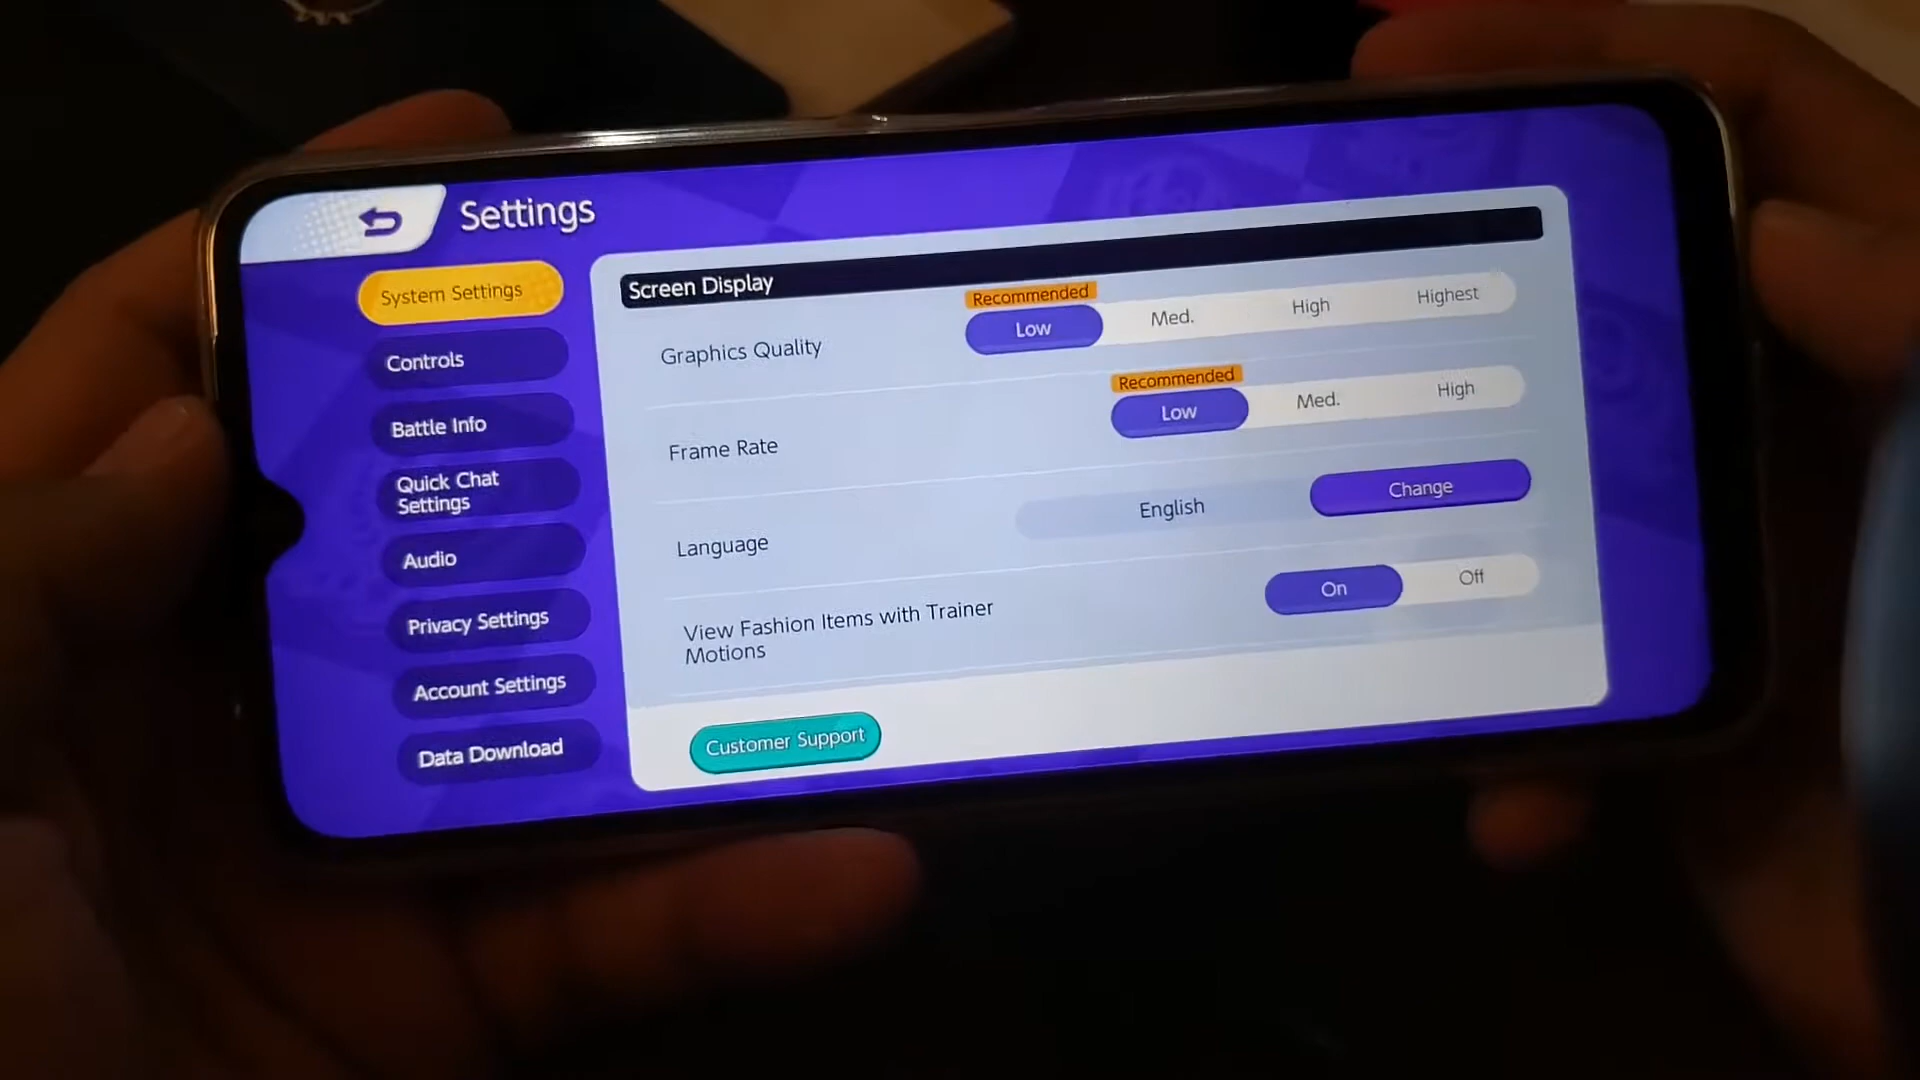 Settings
System Settings
Controls
Battle Info
Quick Chat
Settings
Audio
Privacy Settings
Account Settings
Data Download
Screen Display
Graphics Quality
Recommended
Low Med. High Highest
Frame Rate
Recommended
Low Med. High
Language
English Change
View Fashion Items with Trainer
Motions
On Off
Customer Support